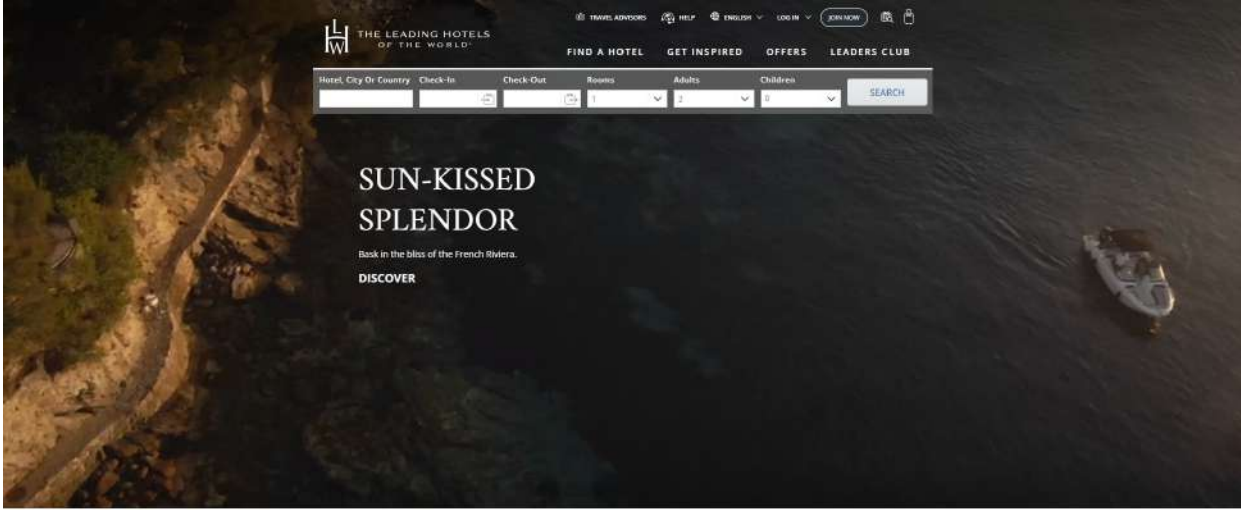 TRAVEL ADVISORS HELP ENGLISH LOG IN JOIN NOW
LHW
THE LEADING HOTELS
OF THE WORLD
FIND A HOTEL GET INSPIRED OFFERS LEADERS CLUB
Hotel, City Or Country Check-In Check-Out Rooms Adults Children
1 2 0
SEARCH
SUN-KISSED
SPLENDOR
Bask in the bliss of the French Riviera.
DISCOVER